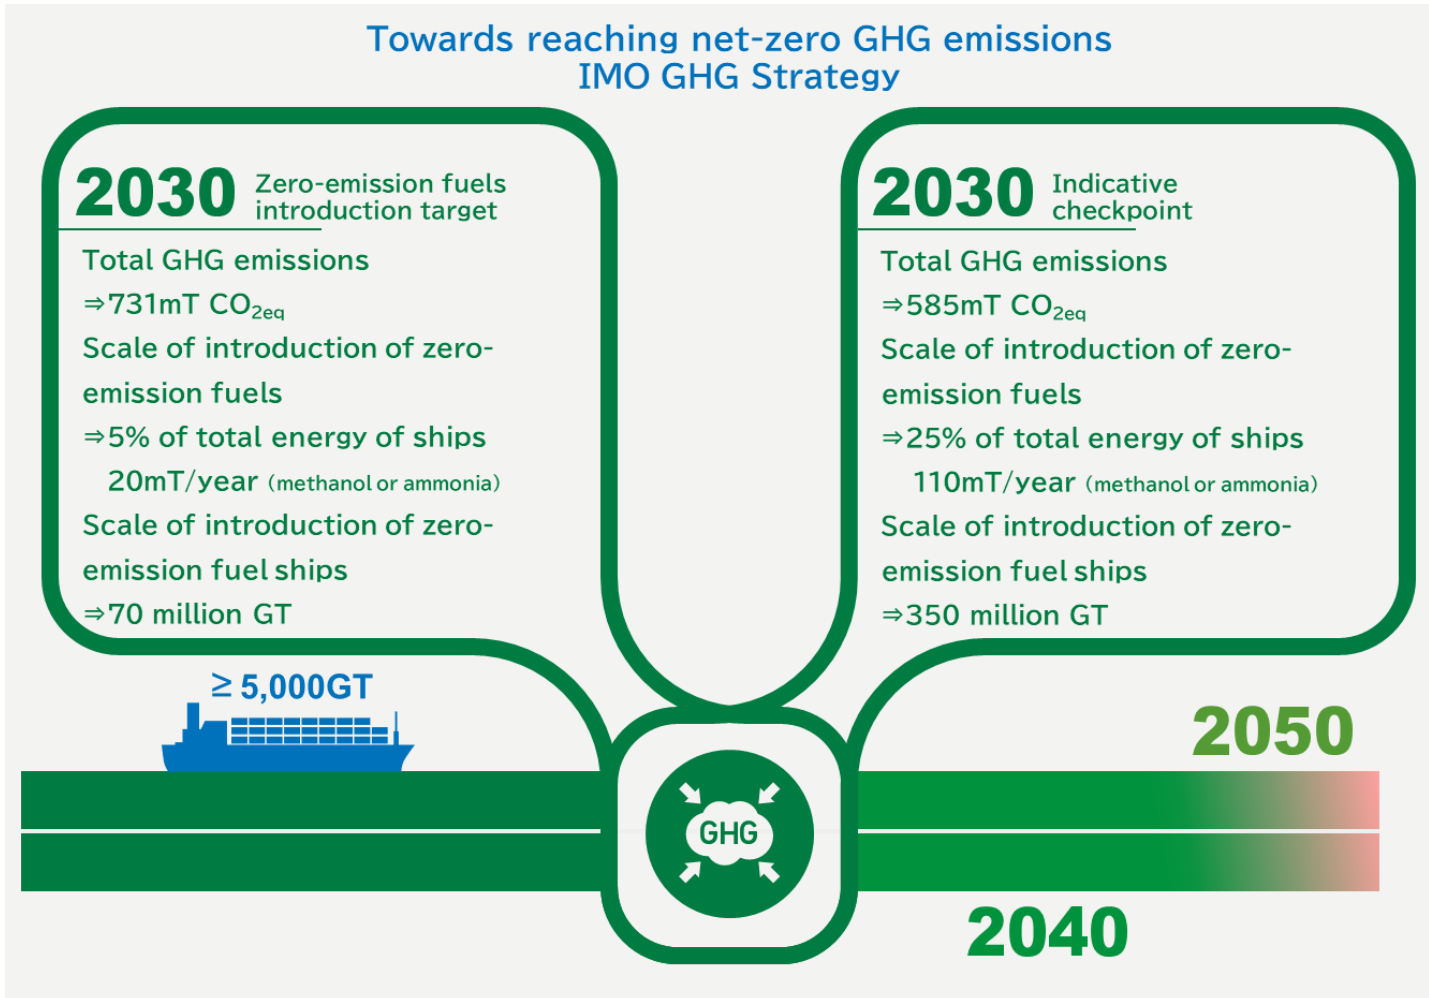 Towards reaching net-zero GHG emissions
IMO GHG Strategy
2030 Zero-emission fuels
introduction target
Total GHG emissions
⇒731mT CO₂eq
Scale of introduction of zero-
emission fuels
⇒5% of total energy of ships
20mT/year (methanol or ammonia)
Scale of introduction of zero-
emission fuel ships
⇒70 million GT
2030 Indicative
checkpoint
Total GHG emissions
⇒585mT CO₂eq
Scale of introduction of zero-
emission fuels
⇒25% of total energy of ships
110mT/year (methanol or ammonia)
Scale of introduction of zero-
emission fuel ships
⇒350 million GT
≥ 5,000GT
GHG
2050
2040